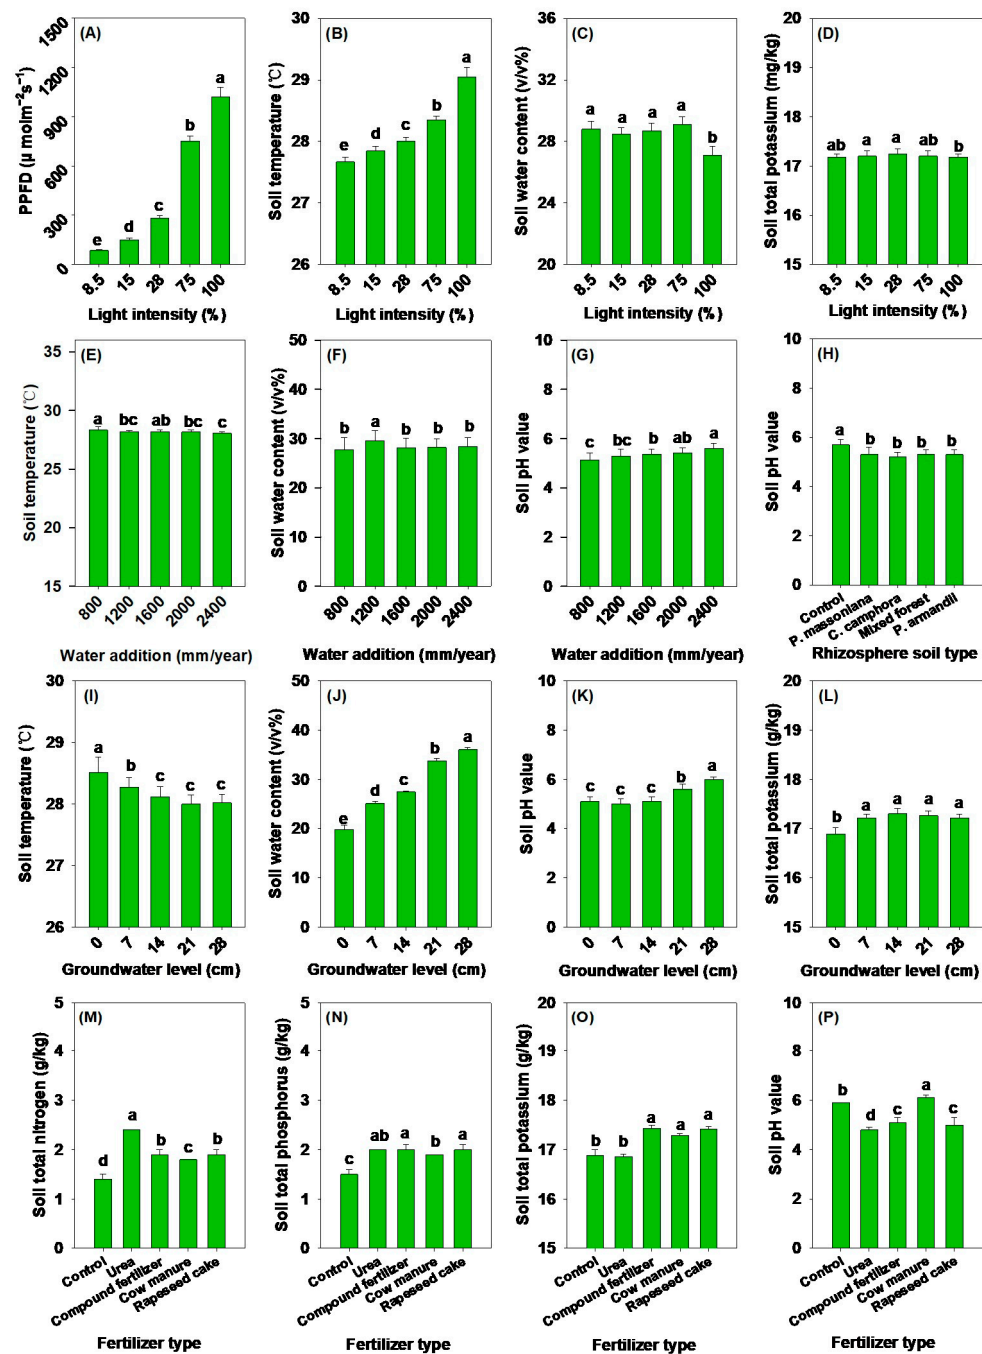 (A)
PPFD (μ molm⁻²s⁻¹)
1500
1200
900
600
300
0
e d c b a
8.5 15 28 75 100
Light intensity (%)
(B)
Soil temperature (℃)
30
29
28
27
26
e d c b a
8.5 15 28 75 100
Light intensity (%)
(C)
Soil water content (v/v%)
36
32
28
24
20
a a a a b
8.5 15 28 75 100
Light intensity (%)
(D)
Soil total potassium (mg/kg)
20
19
18
17
16
15
ab a a ab b
8.5 15 28 75 100
Light intensity (%)
(E)
Soil temperature (℃)
35
31
27
23
19
15
a bc ab bc c
800 1200 1600 2000 2400
Water addition (mm/year)
(F)
Soil water content (v/v%)
50
40
30
20
10
0
b a b b b
800 1200 1600 2000 2400
Water addition (mm/year)
(G)
Soil pH value
10
8
6
4
2
0
c bc b ab a
800 1200 1600 2000 2400
Water addition (mm/year)
(H)
Soil pH value
10
8
6
4
2
0
a b b b b
Control P. massoniana C. camphora Mixed forest P. armandii
Rhizosphere soil type
(I)
Soil temperature (℃)
30
29
28
27
26
a b c c c
0 7 14 21 28
Groundwater level (cm)
(J)
Soil water content (v/v%)
50
40
30
20
10
0
e d c b a
0 7 14 21 28
Groundwater level (cm)
(K)
Soil pH value
10
8
6
4
2
0
c c c b a
0 7 14 21 28
Groundwater level (cm)
(L)
Soil total potassium (g/kg)
20
19
18
17
16
15
b a a a a
0 7 14 21 28
Groundwater level (cm)
(M)
Soil total nitrogen (g/kg)
5
4
3
2
1
0
d a b c b
Control Urea Compound fertilizer Cow manure Rapeseed cake
Fertilizer type
(N)
Soil total phosphorus (g/kg)
5
4
3
2
1
0
c ab a b a
Control Urea Compound fertilizer Cow manure Rapeseed cake
Fertilizer type
(O)
Soil total potassium (g/kg)
20
19
18
17
16
15
b b a a a
Control Urea Compound fertilizer Cow manure Rapeseed cake
Fertilizer type
(P)
Soil pH value
10
8
6
4
2
0
b d c a c
Control Urea Compound fertilizer Cow manure Rapeseed cake
Fertilizer type